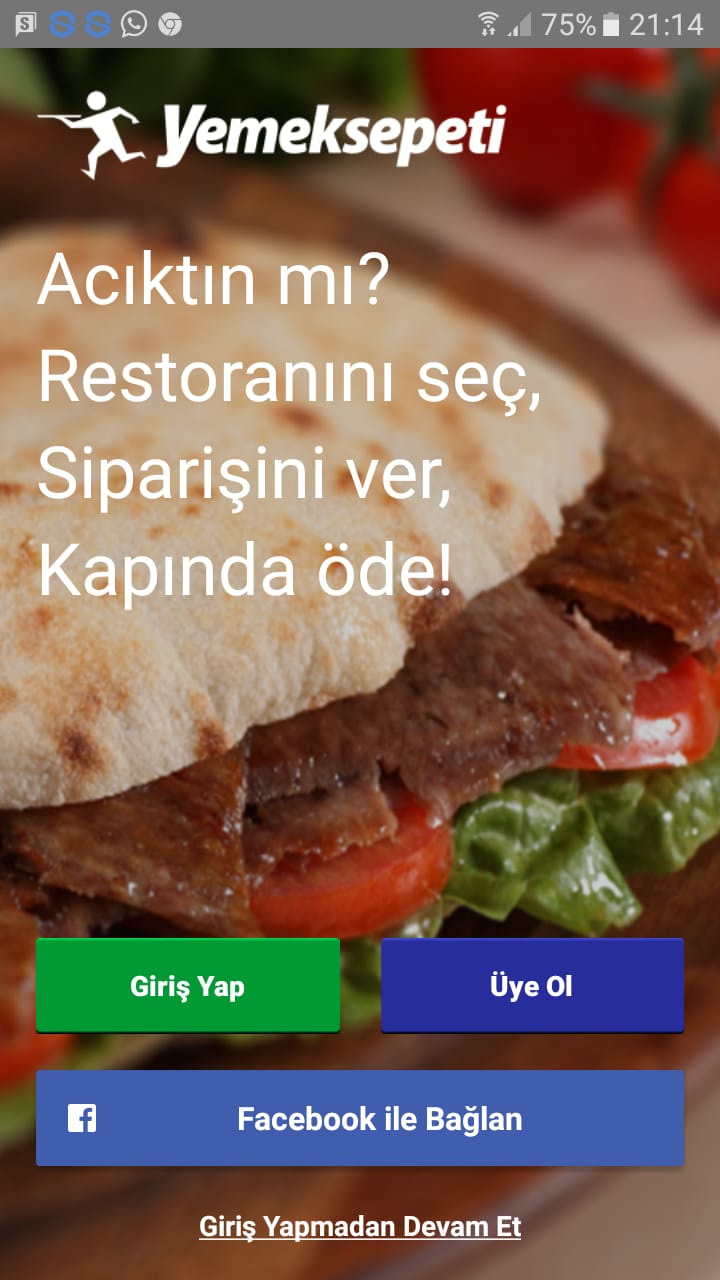 75% 21:14
Yemeksepeti
Acıktın mı?
Restoranını seç,
Siparişini ver,
Kapında öde!
Giriş Yap
Üye Ol
Facebook ile Bağlan
Giriş Yapmadan Devam Et